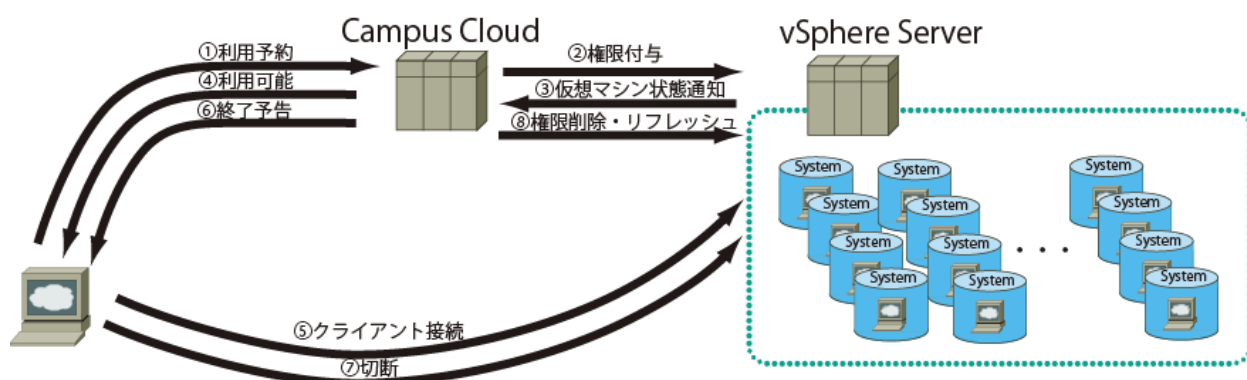 Campus Cloud
vSphere Server
①利用予約
②権限付与
④利用可能
③仮想マシン状態通知
⑥終了予告
⑧権限削除・リフレッシュ
System
System
System
System
System
System
System
System
System
System
System
System
・・・
⑤クライアント接続
⑦切断